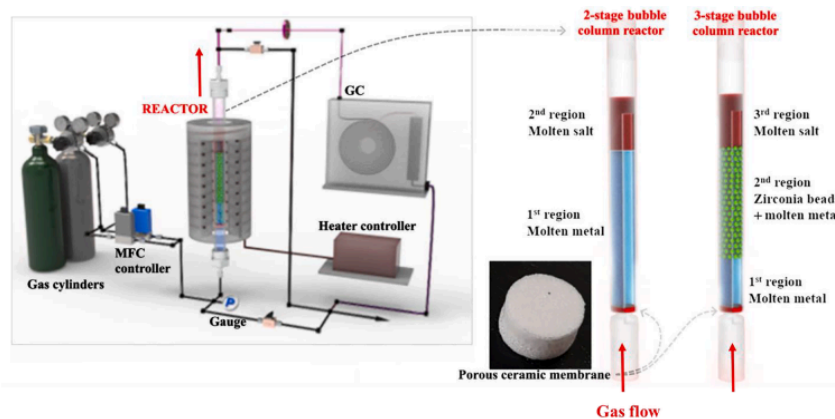 2-stage bubble
column reactor
3-stage bubble
column reactor
REACTOR
GC
MFC
controller
Gas cylinders
Heater controller
Gauge
P
2nd region
Molten salt
1st region
Molten metal
3rd region
Molten salt
2nd region
Zirconia bead
+ molten meta
1st region
Molten metal
Porous ceramic membrane
Gas flow